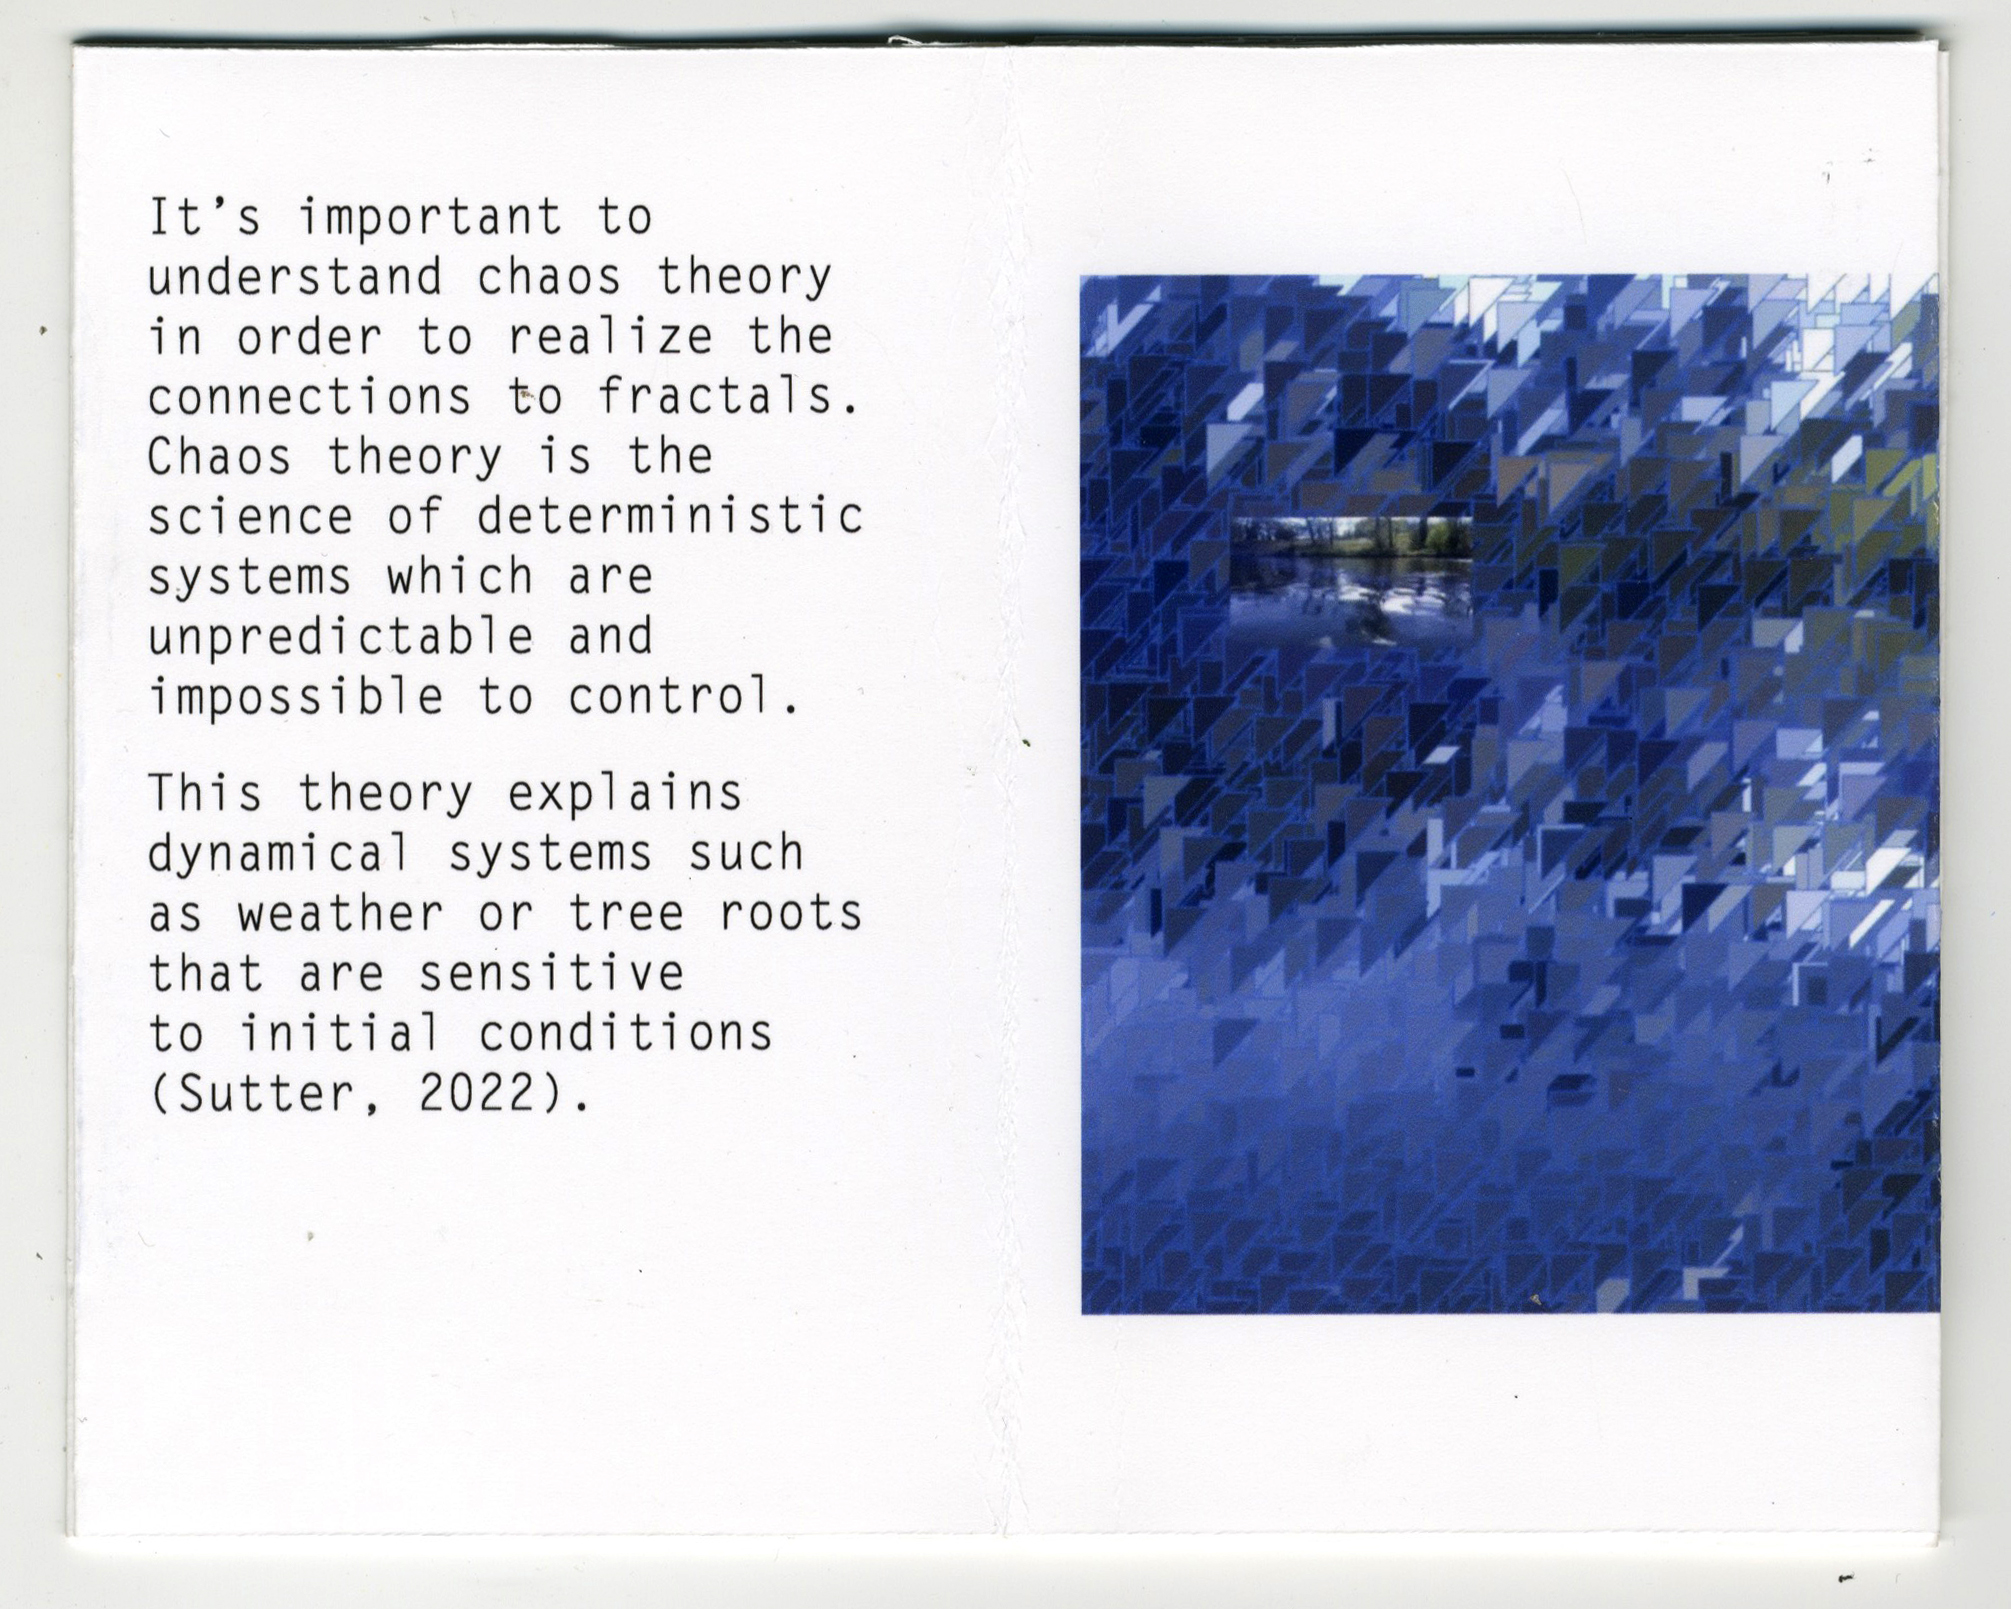 It’s important to
understand chaos theory
in order to realize the
connections to fractals.
Chaos theory is the
science of deterministic
systems which are
unpredictable and
impossible to control.
This theory explains
dynamical systems such
as weather or tree roots
that are sensitive
to initial conditions
(Sutter, 2022).